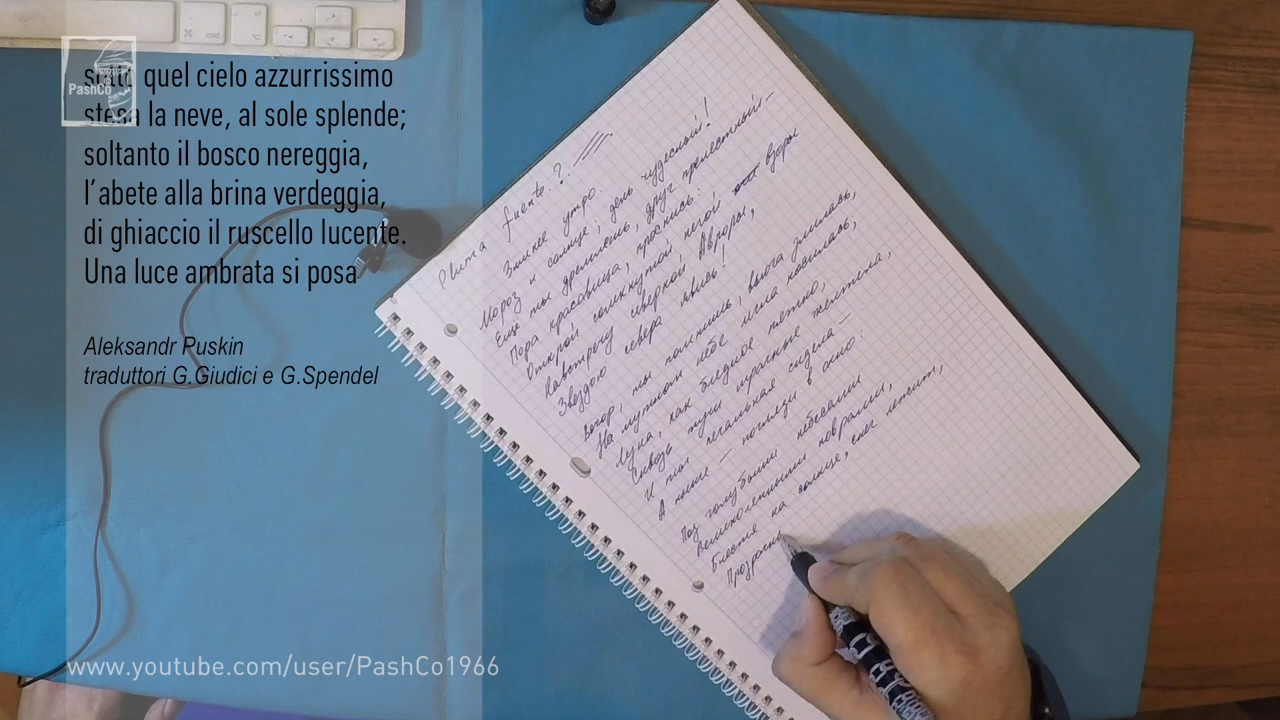 stato quel cielo azzurrissimo
stesa la neve, al sole splende;
soltanto il bosco nereggia,
l'abete alla brina verdeggia,
di ghiaccio il ruscello lucente.
Una luce ambrata si posa
Aleksandr Puskin
traduttori G.Giudici e G.Spendel
PashCo
www.youtube.com/user/PashCo1966
Pluma fuente?
Зимнее утро.
Мороз и солнце; день чудесный!
Ещё ты дремлешь, друг прелестный —
Пора красавица, проснись:
Открой сомкнуты негой взоры
Навстречу северной Авроры,
Звездою севера явись!
Вечор, ты помнишь, вьюга злилась,
На мутном небе мгла носилась;
Луна, как бледное пятно,
Сквозь тучи мрачные желтела,
И ты печальная сидела —
А ныне — погляди в окно:
Под голубыми небесами
Великолепными коврами,
Блестя на солнце, снег лежит;
Прозрачн